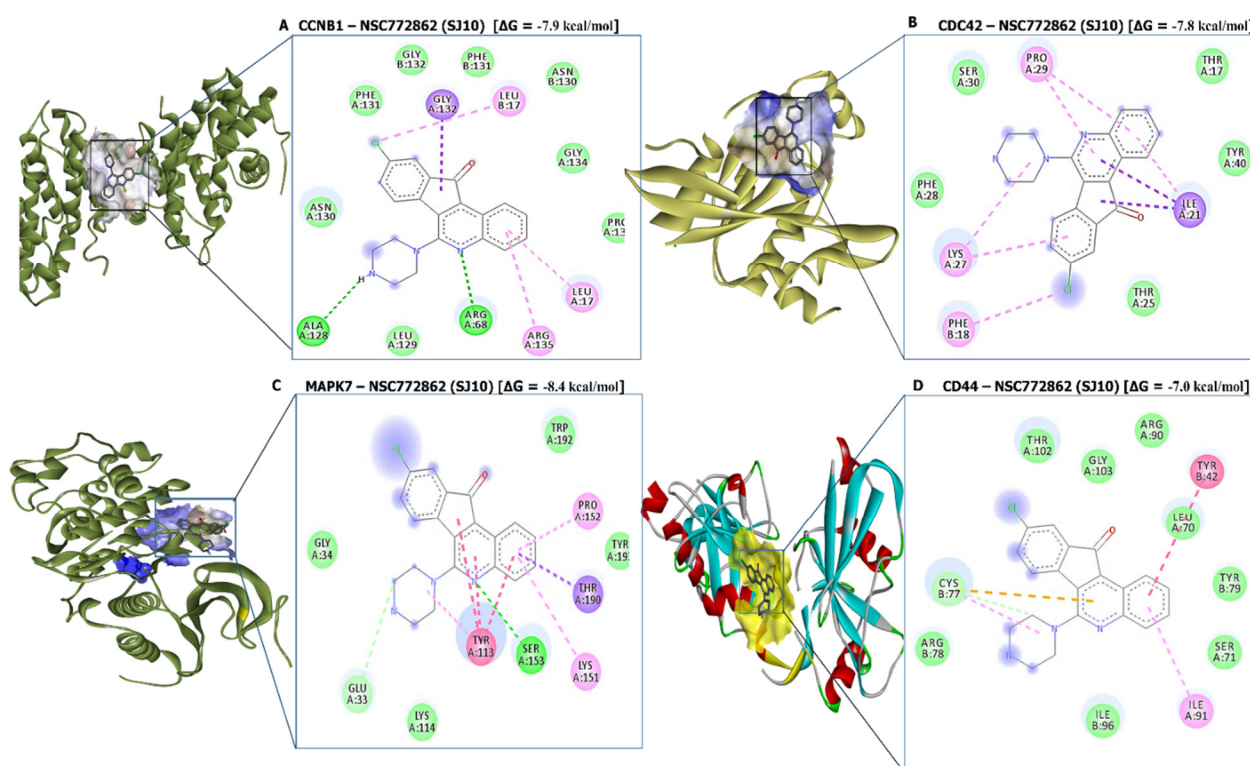 A CCNB1 – NSC772862 (SJ10) [ΔG = -7.9 kcal/mol]
GLY
B:132
PHE
B:131
ASN
B:130
PHE
A:131
GLY
A:132
LEU
B:17
Cl
O
GLY
A:134
ASN
A:130
N
N
H
N
ALA
A:128
LEU
A:129
ARG
A:68
ARG
A:135
LEU
A:17
B CDC42 – NSC772862 (SJ10) [ΔG = -7.8 kcal/mol]
PRO
A:29
SER
A:30
THR
A:17
N
N
N
TYR
A:40
PHE
A:28
ILE
A:21
O
LYS
A:27
Cl
THR
A:25
PHE
B:18
C MAPK7 – NSC772862 (SJ10) [ΔG = -8.4 kcal/mol]
TRP
A:192
Cl
O
PRO
A:152
GLY
A:34
TYR
THR
A:190
N
N
N
TYR
A:113
SER
A:153
LYS
A:151
GLU
A:33
LYS
A:114
D CD44 – NSC772862 (SJ10) [ΔG = -7.0 kcal/mol]
ARG
A:90
THR
A:102
GLY
A:103
TYR
B:42
Cl
O
LEU
A:70
CYS
B:77
TYR
B:79
N
N
ARG
B:78
SER
A:71
ILE
B:96
ILE
A:91